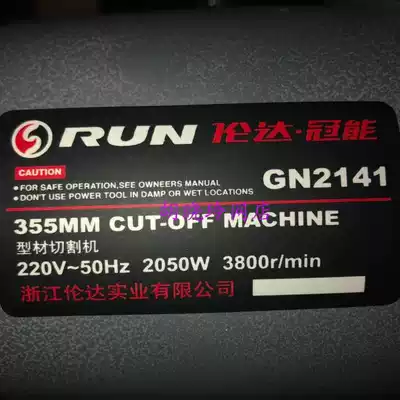 RUN 伦达·冠能
CAUTION
• FOR SAFE OPERATION,SEE OWNEERS MANUAL
• DON'T USE POWER TOOL IN DAMP OR WET LOCATIONS
GN2141
355MM CUT-OFF MACHINE
型材切割机
220V~50Hz 2050W 3800r/min
浙江伦达实业有限公司